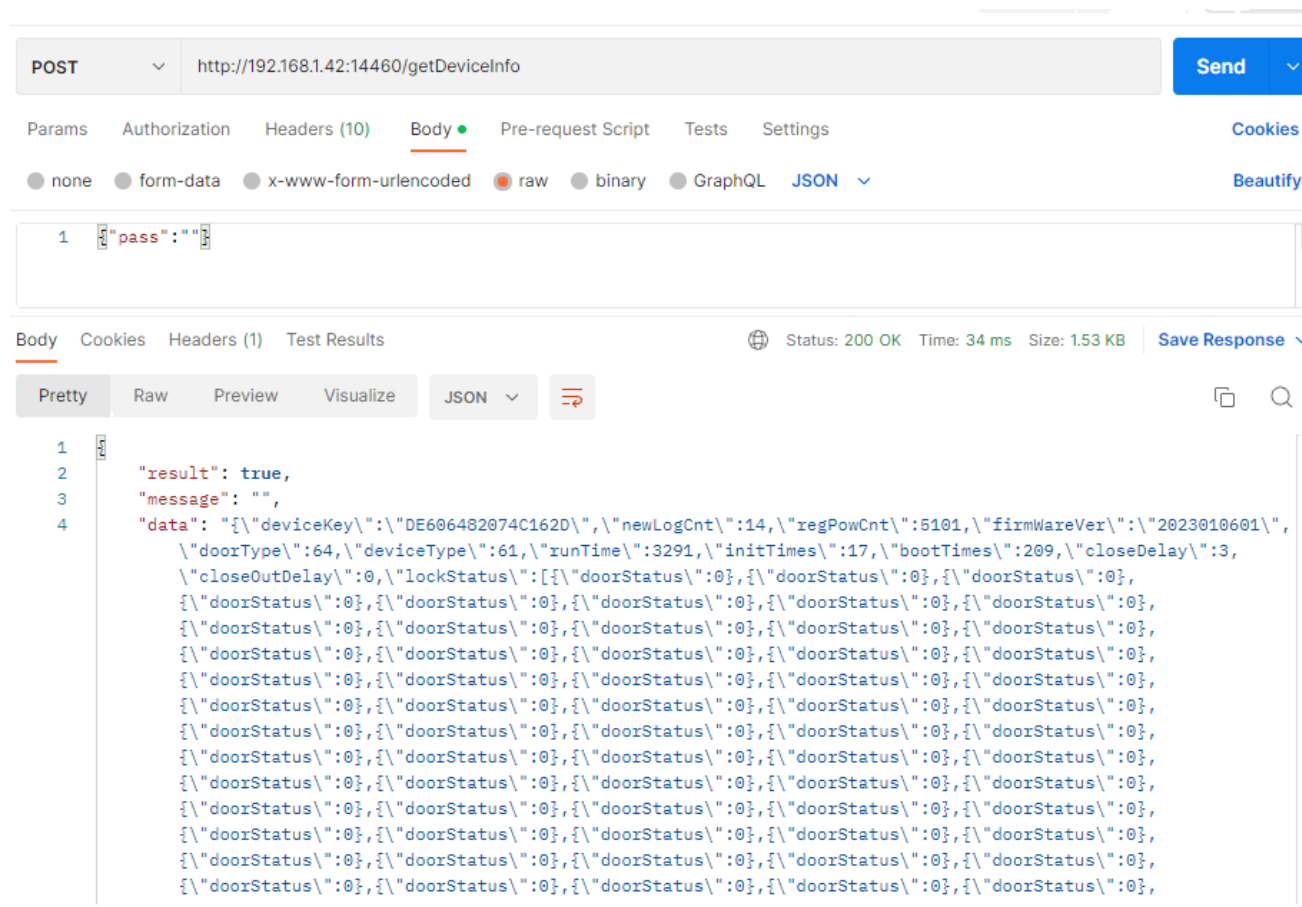 POST http://192.168.1.42:14460/getDeviceInfo Send
Params Authorization Headers (10) Body Pre-request Script Tests Settings Cookies
none form-data x-www-form-urlencoded raw binary GraphQL JSON Beautify
1 {"pass":""}
Body Cookies Headers (1) Test Results Status: 200 OK Time: 34 ms Size: 1.53 KB Save Response
Pretty Raw Preview Visualize JSON
1 {
2 "result": true,
3 "message": "",
4 "data": "{\"deviceKey\":\"DE606482074C162D\",\"newLogCnt\":14,\"regPowCnt\":5101,\"firmWareVer\":\"2023010601\",
\"doorType\":64,\"deviceType\":61,\"runTime\":3291,\"initTimes\":17,\"bootTimes\":209,\"closeDelay\":3,
\"closeOutDelay\":0,\"lockStatus\":[{\"doorStatus\":0},{\"doorStatus\":0},{\"doorStatus\":0},
{\"doorStatus\":0},{\"doorStatus\":0},{\"doorStatus\":0},{\"doorStatus\":0},{\"doorStatus\":0},
{\"doorStatus\":0},{\"doorStatus\":0},{\"doorStatus\":0},{\"doorStatus\":0},{\"doorStatus\":0},
{\"doorStatus\":0},{\"doorStatus\":0},{\"doorStatus\":0},{\"doorStatus\":0},{\"doorStatus\":0},
{\"doorStatus\":0},{\"doorStatus\":0},{\"doorStatus\":0},{\"doorStatus\":0},{\"doorStatus\":0},
{\"doorStatus\":0},{\"doorStatus\":0},{\"doorStatus\":0},{\"doorStatus\":0},{\"doorStatus\":0},
{\"doorStatus\":0},{\"doorStatus\":0},{\"doorStatus\":0},{\"doorStatus\":0},{\"doorStatus\":0},
{\"doorStatus\":0},{\"doorStatus\":0},{\"doorStatus\":0},{\"doorStatus\":0},{\"doorStatus\":0},
{\"doorStatus\":0},{\"doorStatus\":0},{\"doorStatus\":0},{\"doorStatus\":0},{\"doorStatus\":0},
{\"doorStatus\":0},{\"doorStatus\":0},{\"doorStatus\":0},{\"doorStatus\":0},{\"doorStatus\":0},
{\"doorStatus\":0},{\"doorStatus\":0},{\"doorStatus\":0},{\"doorStatus\":0},{\"doorStatus\":0},
{\"doorStatus\":0},{\"doorStatus\":0},{\"doorStatus\":0},{\"doorStatus\":0},{\"doorStatus\":0},
{\"doorStatus\":0},{\"doorStatus\":0},{\"doorStatus\":0},{\"doorStatus\":0},{\"doorStatus\":0},